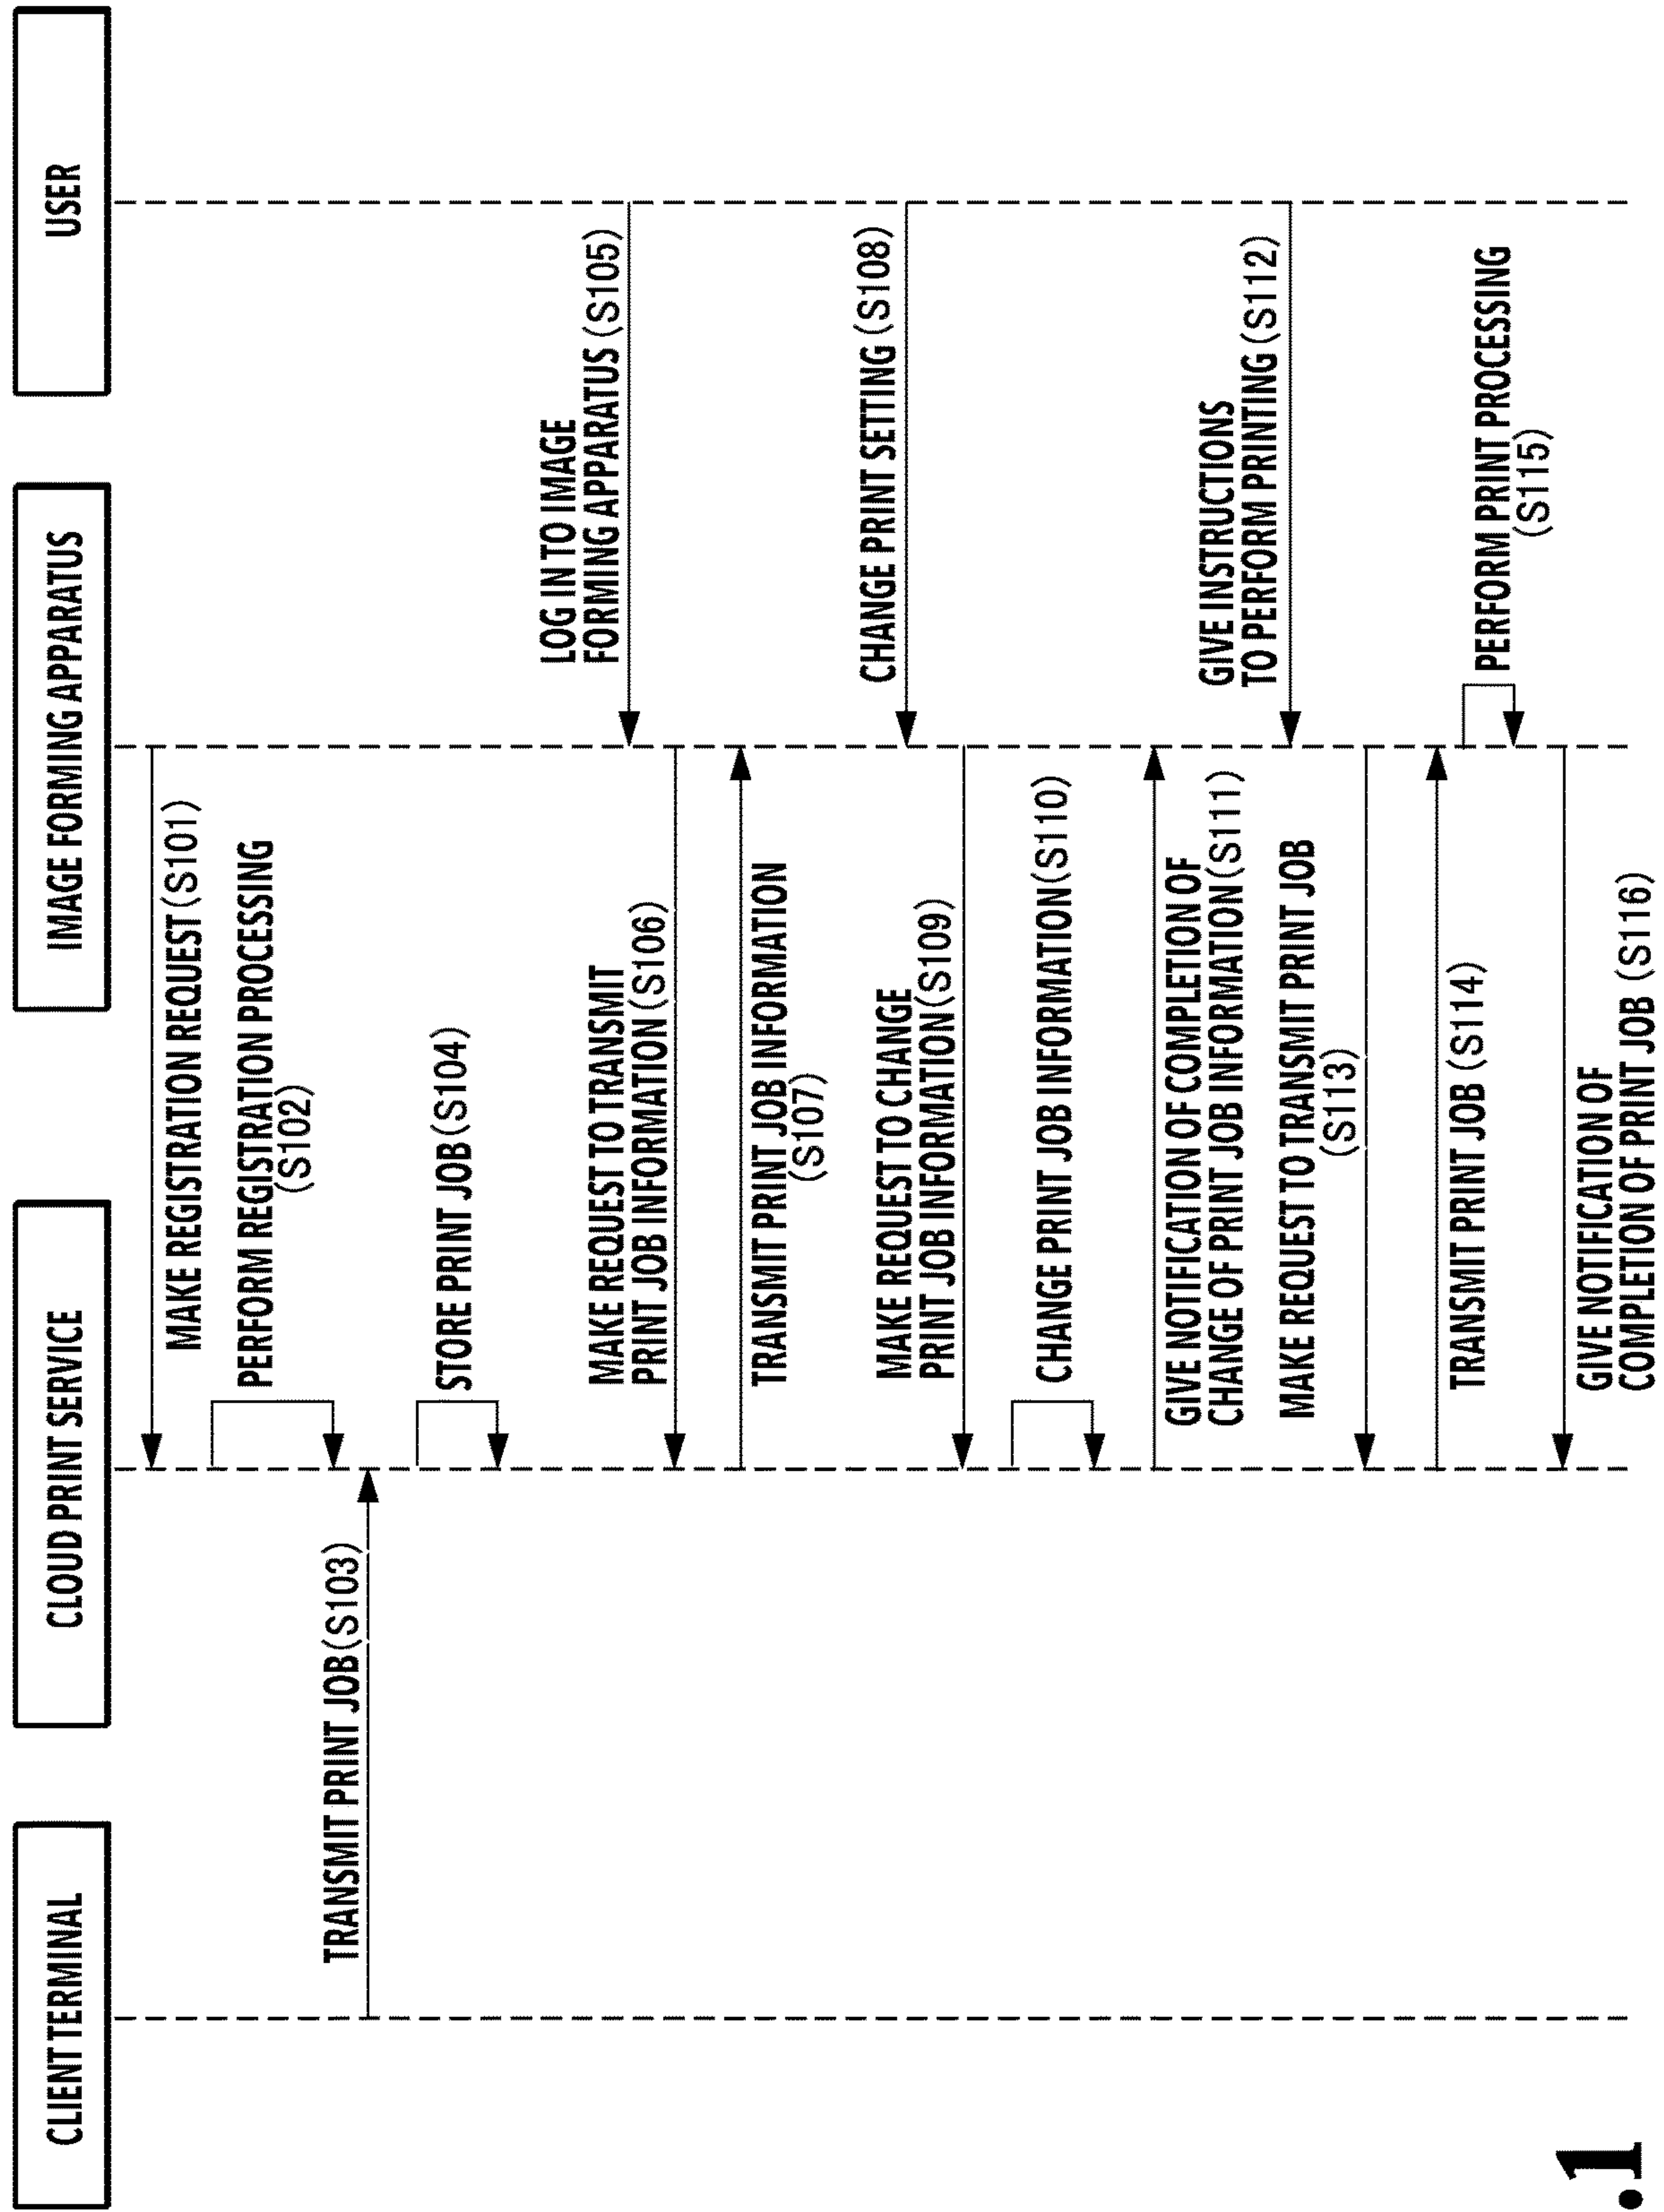 CLIENT TERMINAL
CLOUD PRINT SERVICE
IMAGE FORMING APPARATUS
USER
MAKE REGISTRATION REQUEST(S101)
PERFORM REGISTRATION PROCESSING
(S102)
TRANSMIT PRINT JOB(S103)
STORE PRINT JOB(S104)
LOG IN TO IMAGE
FORMING APPARATUS(S105)
MAKE REQUEST TO TRANSMIT
PRINT JOB INFORMATION(S106)
TRANSMIT PRINT JOB INFORMATION
(S107)
CHANGE PRINT SETTING(S108)
MAKE REQUEST TO CHANGE
PRINT JOB INFORMATION(S109)
CHANGE PRINT JOB INFORMATION(S110)
GIVE NOTIFICATION OF COMPLETION OF
CHANGE OF PRINT JOB INFORMATION(S111)
GIVE INSTRUCTIONS
TO PERFORM PRINTING(S112)
MAKE REQUEST TO TRANSMIT PRINT JOB
(S113)
TRANSMIT PRINT JOB (S114)
PERFORM PRINT PROCESSING
(S115)
GIVE NOTIFICATION OF
COMPLETION OF PRINT JOB (S116)
.1